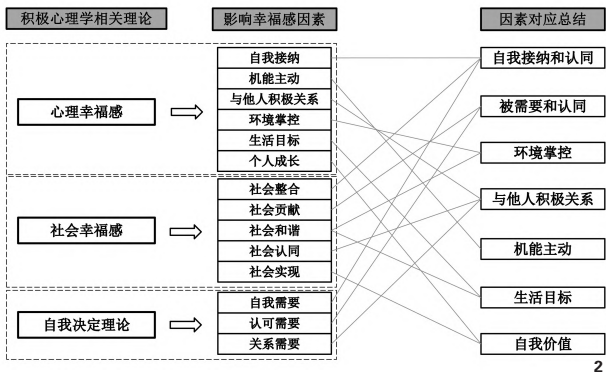 积极心理学相关理论
影响幸福感因素
因素对应总结
心理幸福感
自我接纳
机能主动
与他人积极关系
环境掌控
生活目标
个人成长
社会幸福感
社会整合
社会贡献
社会和谐
社会认同
社会实现
自我决定理论
自我需要
认可需要
关系需要
自我接纳和认同
被需要和认同
环境掌控
与他人积极关系
机能主动
生活目标
自我价值
2